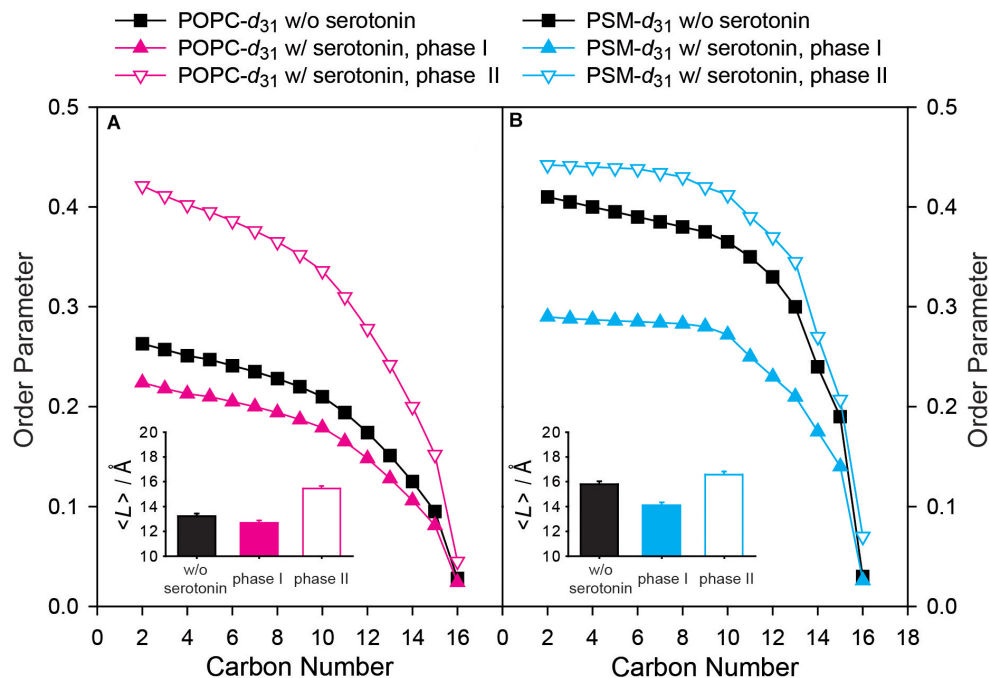 POPC-d31 w/o serotonin
POPC-d31 w/ serotonin, phase I
POPC-d31 w/ serotonin, phase II
PSM-d31 w/o serotonin
PSM-d31 w/ serotonin, phase I
PSM-d31 w/ serotonin, phase II
A
Order Parameter
0.5
0.4
0.3
0.2
0.1
0.0
0 2 4 6 8 10 12 14 16
Carbon Number
<L> / Å
20
18
16
14
12
10
w/o
serotonin
phase I
phase II
B
<L> / Å
20
18
16
14
12
10
w/o
serotonin
phase I
phase II
0 2 4 6 8 10 12 14 16 18
Carbon Number
0.5
0.4
0.3
0.2
0.1
0.0
Order Parameter